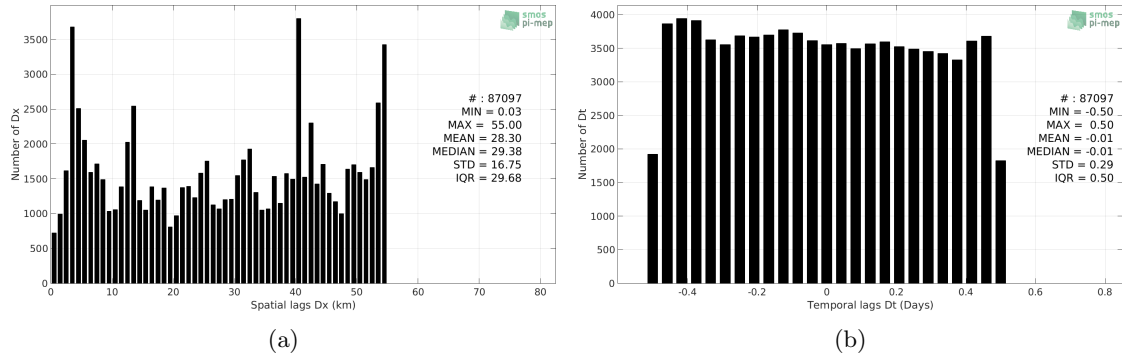 smos
pi-mep
3500
3000
2500
2000
1500
1000
500
0
Number of Dx
# : 87097
MIN = 0.03
MAX = 55.00
MEAN = 28.30
MEDIAN = 29.38
STD = 16.75
IQR = 29.68
0 10 20 30 40 50 60 70 80
Spatial lags Dx (km)
(a)
smos
pi-mep
4000
3500
3000
2500
2000
1500
1000
500
0
Number of Dt
# : 87097
MIN = -0.50
MAX = 0.50
MEAN = -0.01
MEDIAN = -0.01
STD = 0.29
IQR = 0.50
-0.4 -0.2 0 0.2 0.4 0.6 0.8
Temporal lags Dt (Days)
(b)